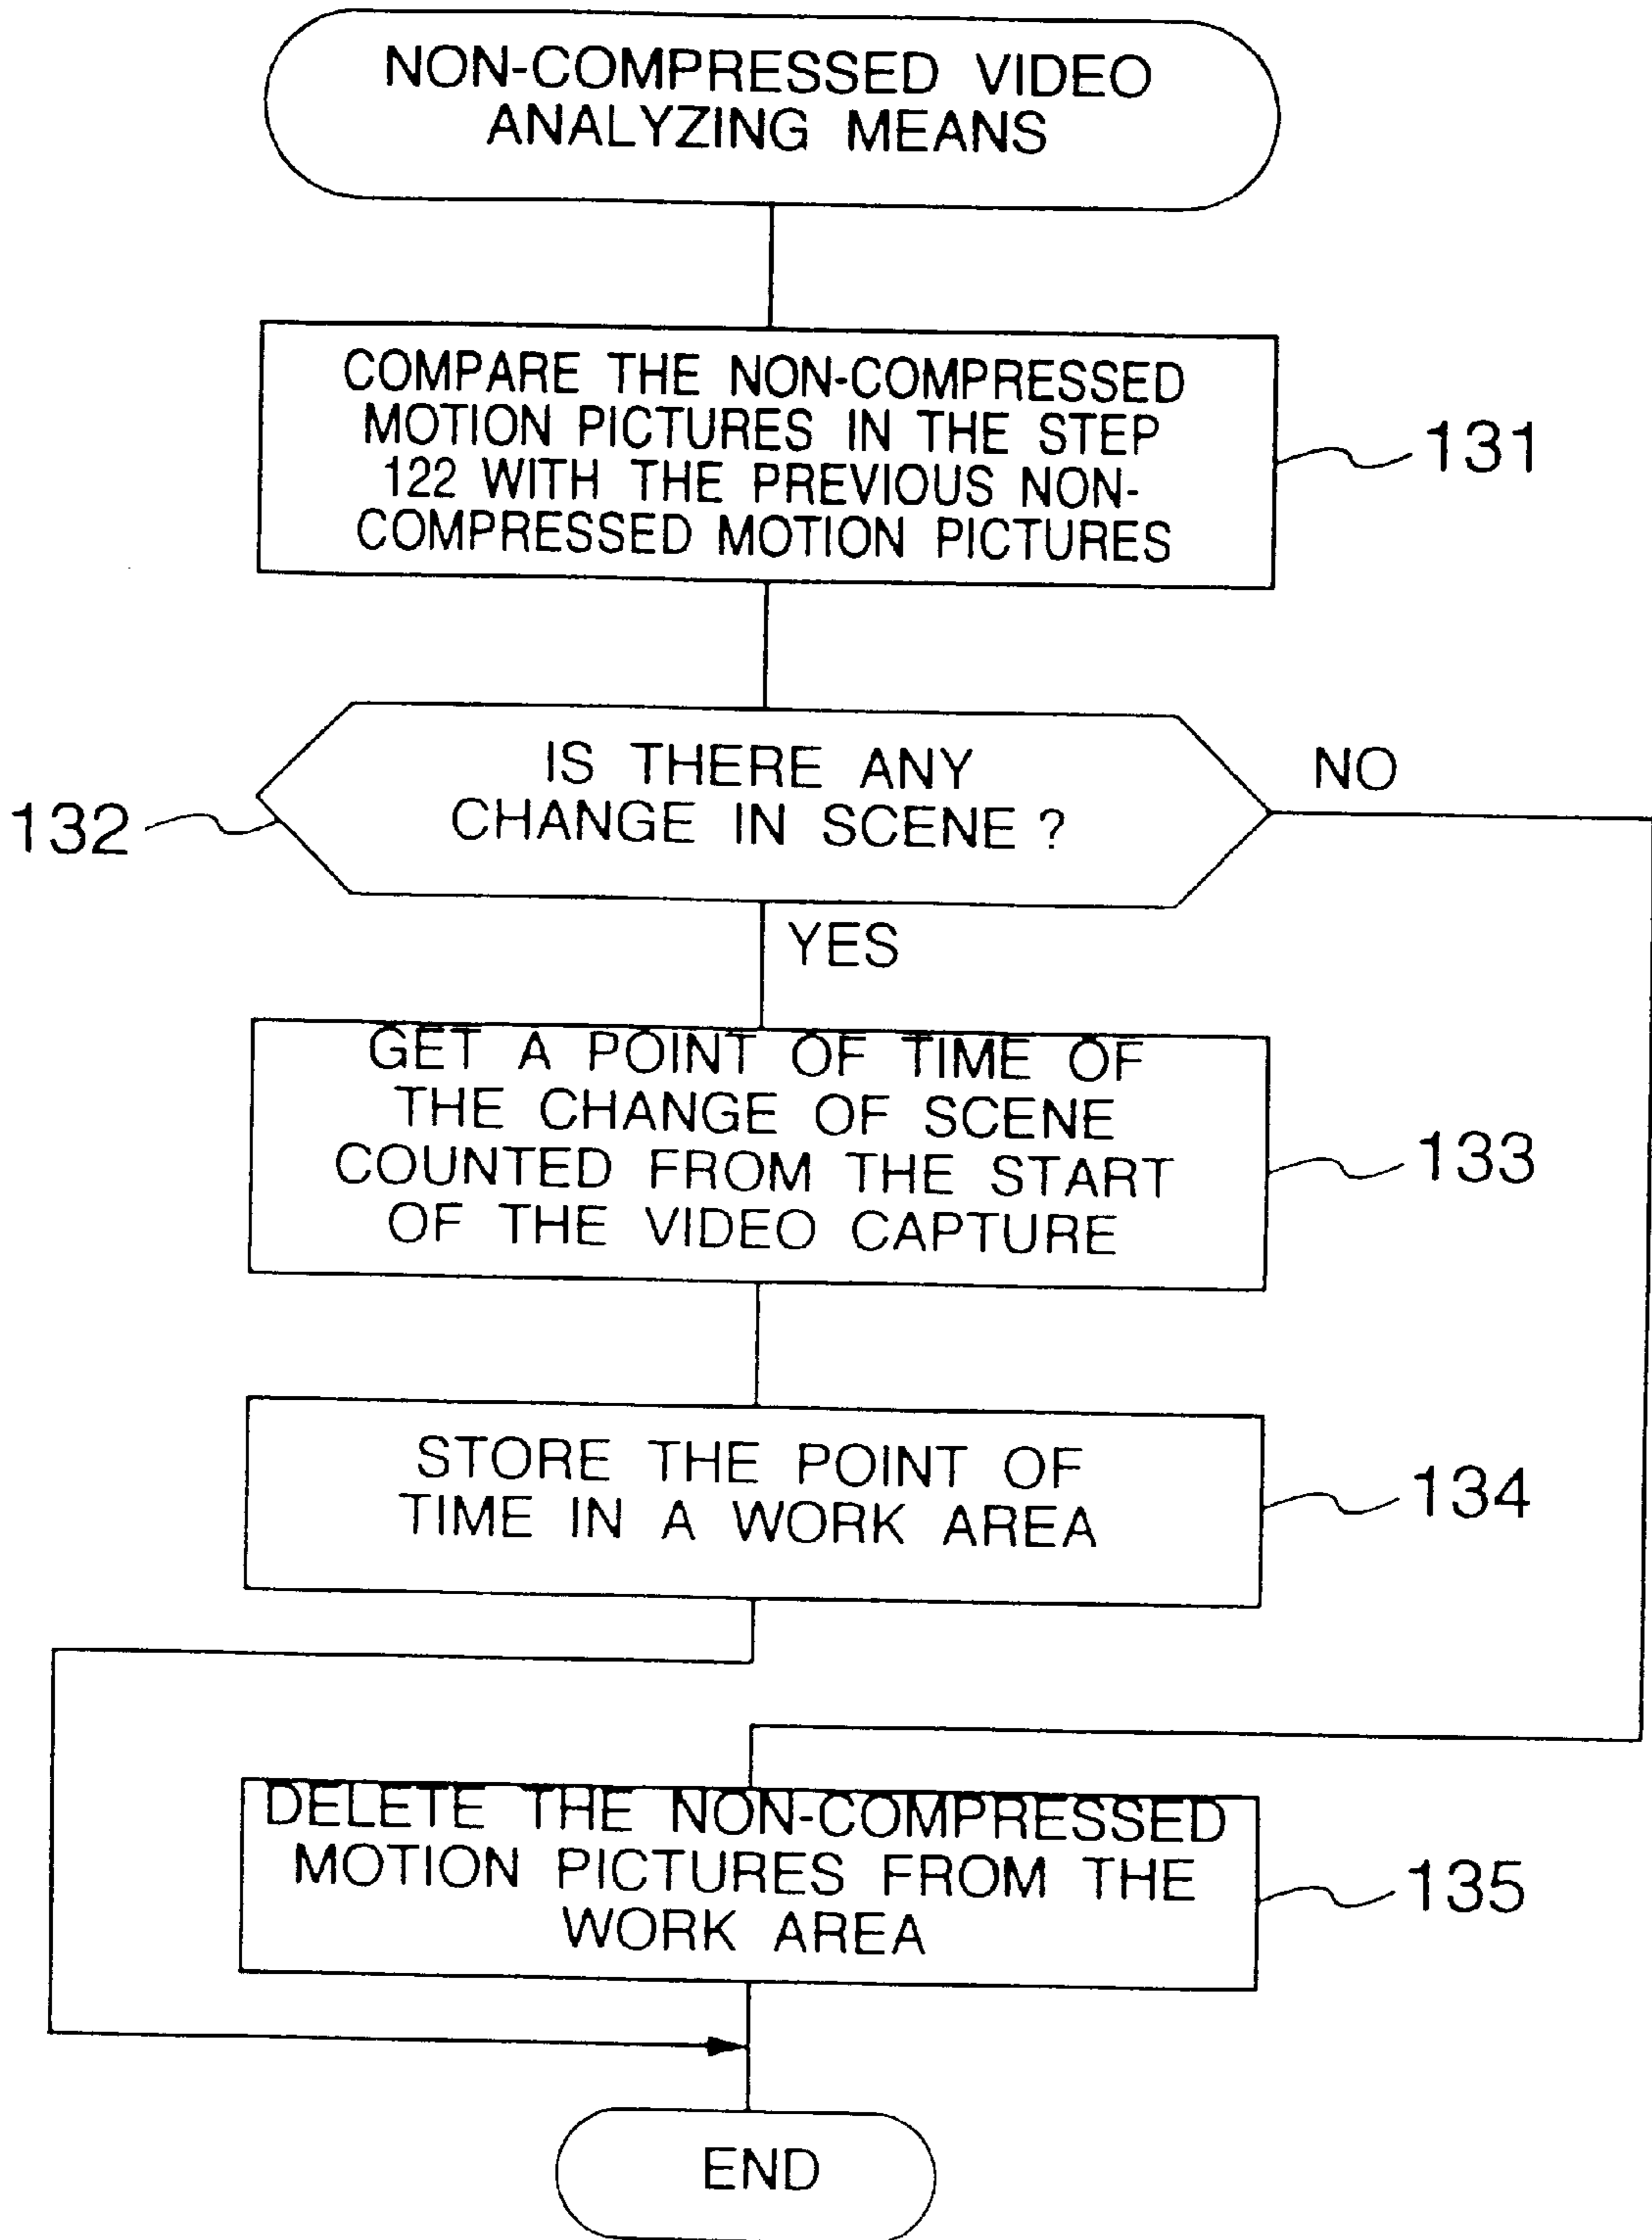 NON-COMPRESSED VIDEO
ANALYZING MEANS
COMPARE THE NON-COMPRESSED
MOTION PICTURES IN THE STEP
122 WITH THE PREVIOUS NON-
COMPRESSED MOTION PICTURES
131
IS THERE ANY
CHANGE IN SCENE ?
NO
132
YES
GET A POINT OF TIME OF
THE CHANGE OF SCENE
COUNTED FROM THE START
OF THE VIDEO CAPTURE
133
STORE THE POINT OF
TIME IN A WORK AREA
134
DELETE THE NON-COMPRESSED
MOTION PICTURES FROM THE
WORK AREA
135
END